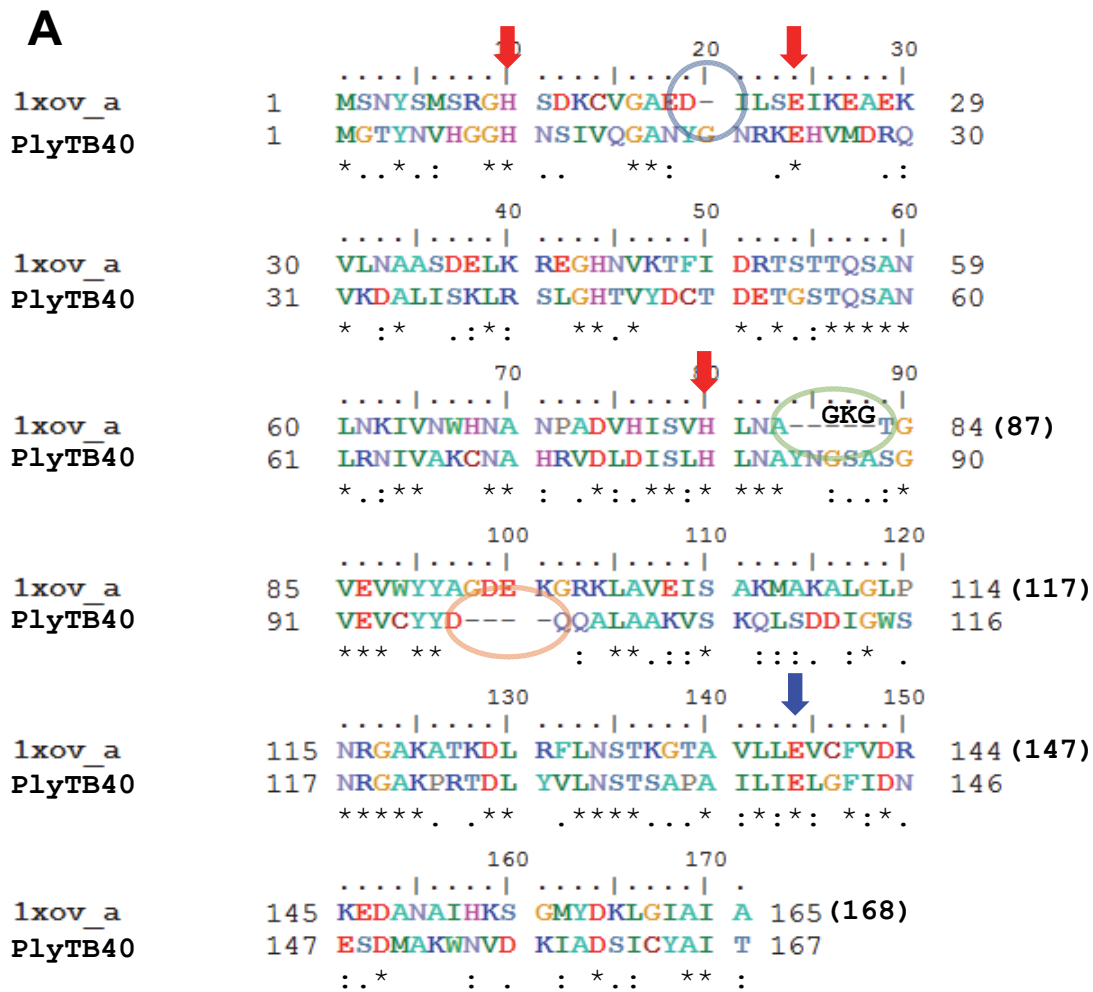 A
10 20 30
. . . . | . . . . | . . . . | . . . . | . . . . | . . . . |
1xov_a 1 MSNYSMSRGH SDKCVGAED- ILSEIKEAEK 29
PlyTB40 1 MGTYNVHGGH NSIVQGANYG NRKEHVMDRQ 30
*..*.: ** .. **: .* .:
40 50 60
. . . . | . . . . | . . . . | . . . . | . . . . | . . . . |
1xov_a 30 VLNAASDELK REGHNVKTFI DRTSTTQSAN 59
PlyTB40 31 VKDALISKLR SLGHTVYDCT DETGSTQSAN 60
* :* .:*: **.* *.*.:*****
70 80 90
. . . . | . . . . | . . . . | . . . . | . . . . | . . . . |
1xov_a 60 LNKIVNWHNA NPADVHISVH LNA-----TG 84 (87)
GKG
PlyTB40 61 LRNIVAKCNA HRVDLDISLH LNAYNGSASG 90
*.:** ** : .*:.**:* *** :..:*
100 110 120
. . . . | . . . . | . . . . | . . . . | . . . . | . . . . |
1xov_a 85 VEVWYYAGDE KGRKLAVEIS AKMAKALGLP 114 (117)
PlyTB40 91 VEVCYYD--- -QQALAAKVS KQLSDDIGWS 116
*** ** : **.::* :::. :* .
130 140 150
. . . . | . . . . | . . . . | . . . . | . . . . | . . . . |
1xov_a 115 NRGAKATKDL RFLNSTKGTA VLLEVCFVDR 144 (147)
PlyTB40 117 NRGAKPRTDL YVLNSTSAPA ILIELGFIDN 146
*****. .** .****...* :*:*: *:*.
160 170
. . . . | . . . . | . . . . | . . . . | .
1xov_a 145 KEDANAIHKS GMYDKLGIAI A 165 (168)
PlyTB40 147 ESDMAKWNVD KIADSICYAI T 167
:.* : . : *.: ** :